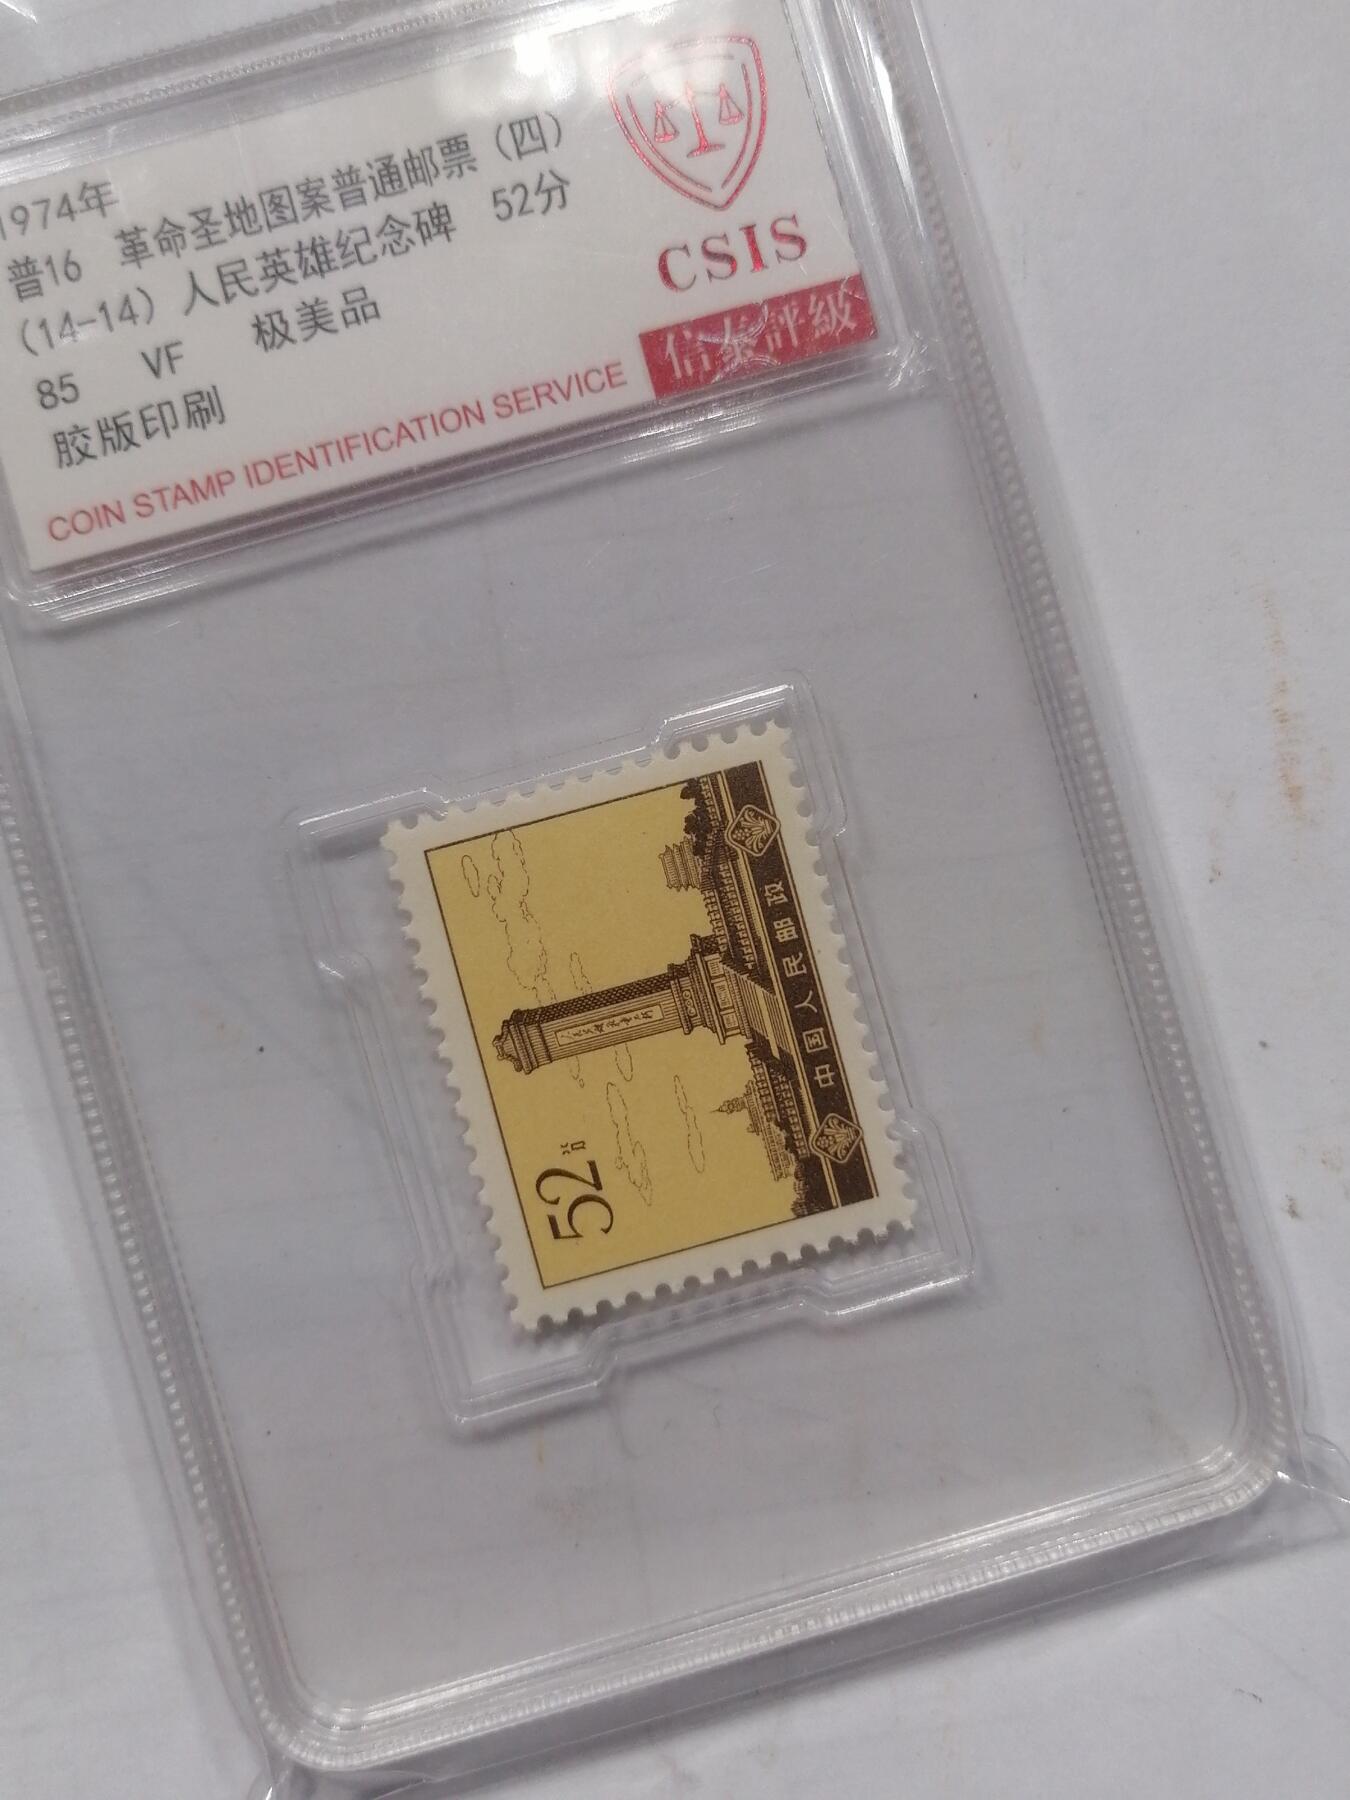 1974年
普16 革命圣地图案普通邮票（四）
（14-14）人民英雄纪念碑 52分
85 VF 极美品
胶版印刷
COIN STAMP IDENTIFICATION SERVICE
CSIS
信泰評級
52分
中国人民邮政